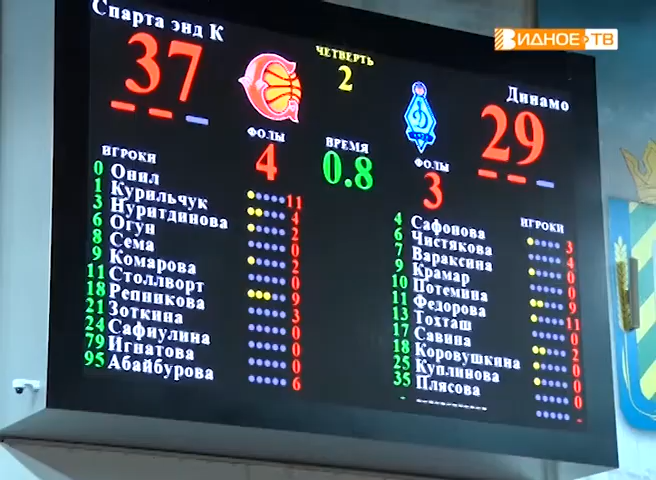 ВИДНОЕ ТВ
Спарта энд К
37
ЧЕТВЕРТЬ
2
Динамо
29
ФОЛЫ
4
ВРЕМЯ
0.8
ФОЛЫ
3
ИГРОКИ
0 Онил 11
1 Курильчук 4
3 Нуритдинова 2
6 Огун 0
8 Сема 2
9 Комарова 0
11 Столлворт 9
18 Репникова 3
21 Зоткина 0
24 Сафиулина 0
79 Игнатова 0
95 Абайбурова 6
ИГРОКИ
4 Сафонова 3
6 Чистякова 4
7 Вараксина 0
9 Крамар 0
10 Потемина 9
11 Федорова 11
13 Тохташ 0
17 Савина 2
18 Коровушкина 0
25 Куплинова 0
35 Плясова 0